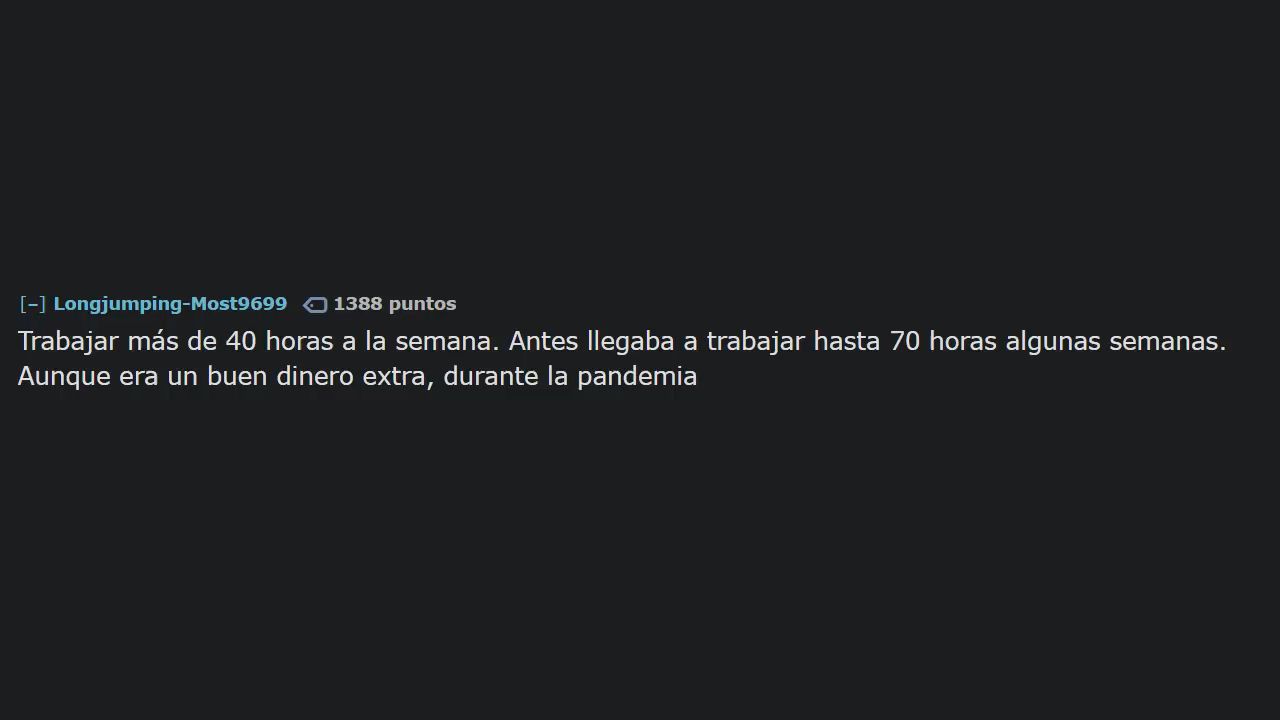 [–] Longjumping-Most9699 1388 puntos
Trabajar más de 40 horas a la semana. Antes llegaba a trabajar hasta 70 horas algunas semanas.
Aunque era un buen dinero extra, durante la pandemia